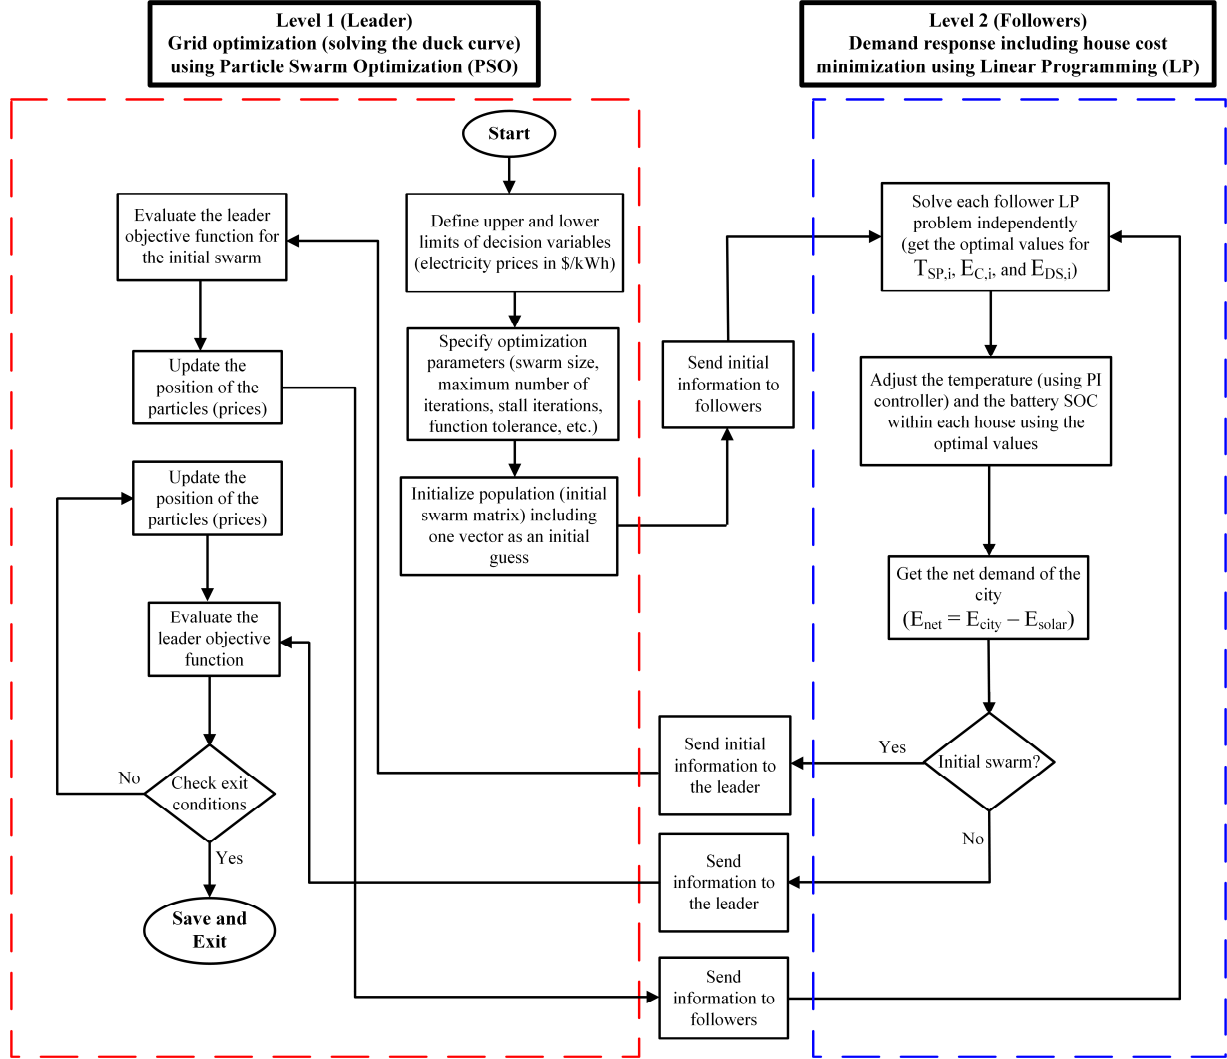 Level 1 (Leader)
Grid optimization (solving the duck curve)
using Particle Swarm Optimization (PSO)
Level 2 (Followers)
Demand response including house cost
minimization using Linear Programming (LP)
Start
Evaluate the leader
objective function for
the initial swarm
Define upper and lower
limits of decision variables
(electricity prices in $/kWh)
Solve each follower LP
problem independently
(get the optimal values for
T_SP,i, E_C,i, and E_DS,i)
Update the
position of the
particles (prices)
Specify optimization
parameters (swarm size,
maximum number of
iterations, stall iterations,
function tolerance, etc.)
Send initial
information to
followers
Adjust the temperature (using PI
controller) and the battery SOC
within each house using the
optimal values
Update the
position of the
particles (prices)
Initialize population (initial
swarm matrix) including
one vector as an initial
guess
Get the net demand of the
city
(E_net = E_city – E_solar)
Evaluate the
leader objective
function
Send initial
information to
the leader
Yes
Initial swarm?
No
Check exit
conditions
No
Yes
Send
information to
the leader
Save and
Exit
Send
information to
followers